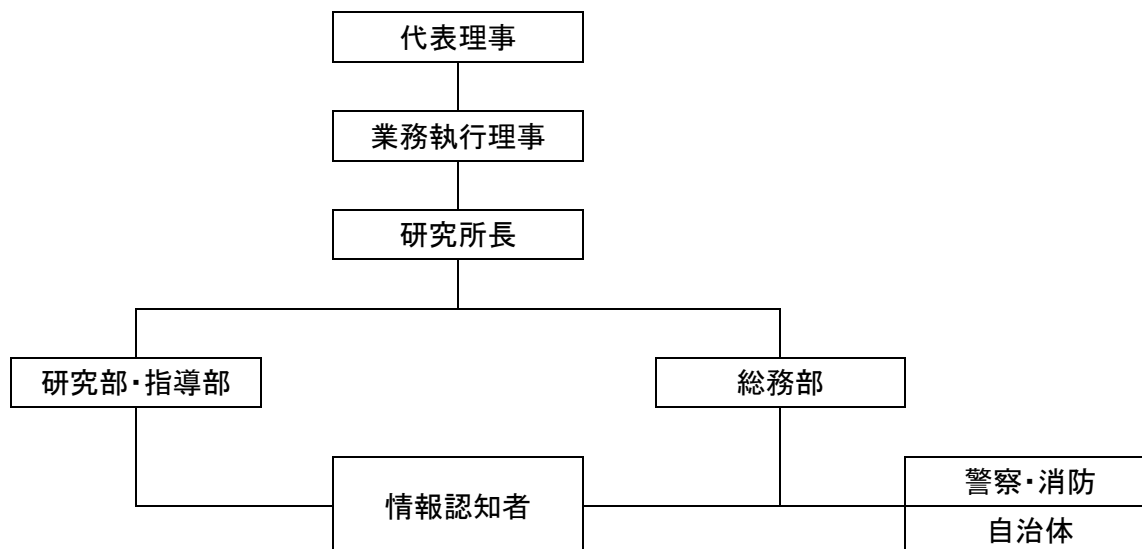 代表理事
業務執行理事
研究所長
研究部・指導部
総務部
情報認知者
警察・消防
自治体